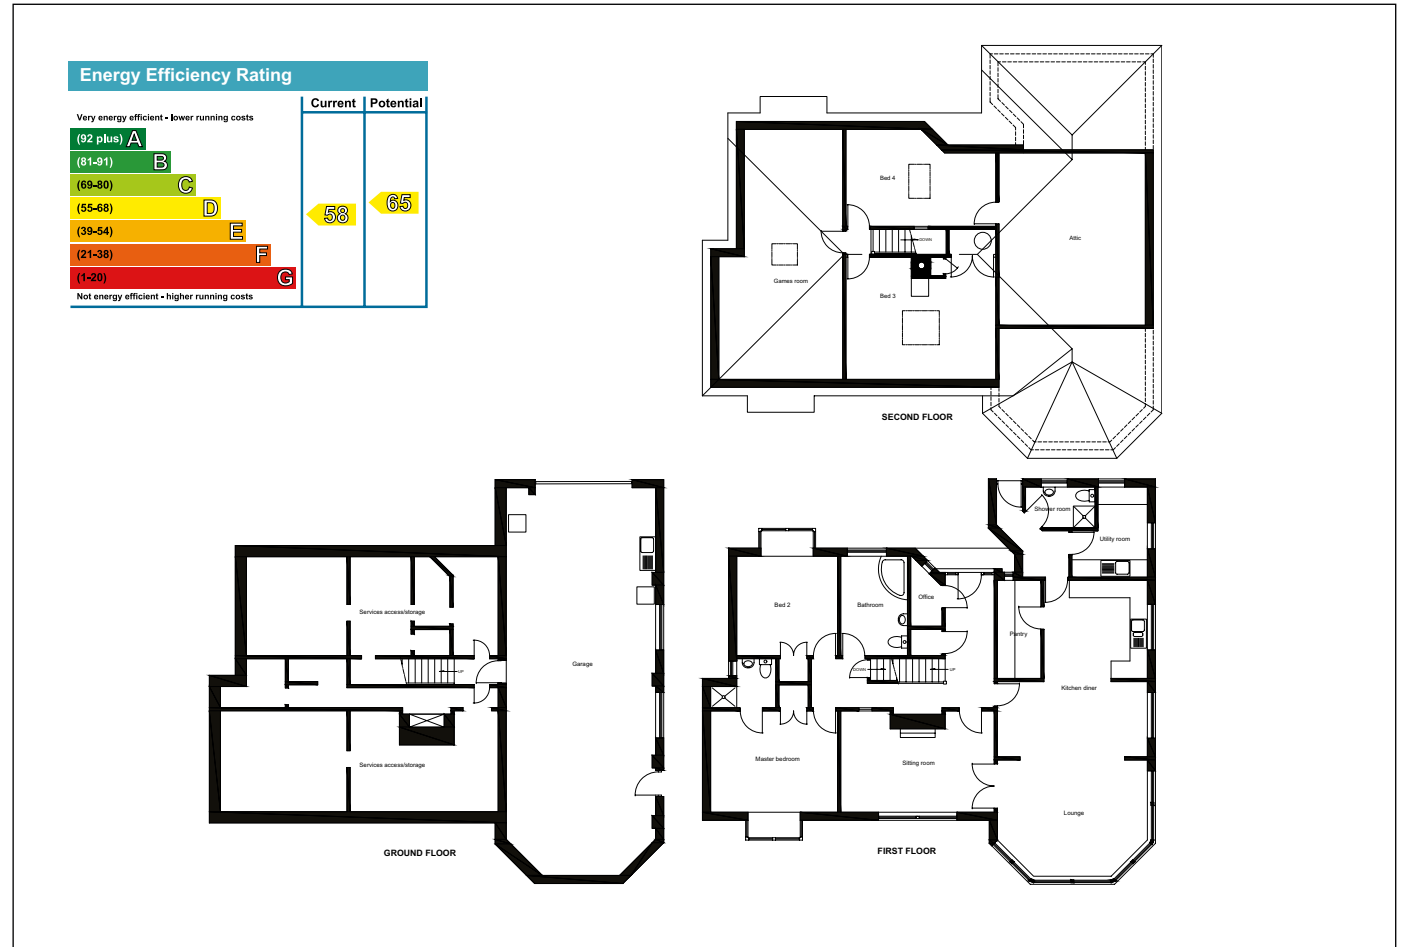 Energy Efficiency Rating
Current Potential
Very energy efficient - lower running costs
(92 plus) A
(81-91) B
(69-80) C
(55-68) D
(39-54) E
(21-38) F
(1-20) G
58
65
Not energy efficient - higher running costs
Bed 4
DOWN
Attic
Games room
Bed 3
SECOND FLOOR
Services access/storage
UP
Garage
Services access/storage
GROUND FLOOR
Shower room
Utility room
Bed 2
Bathroom
Office
Pantry
DOWN
UP
Kitchen diner
Master bedroom
Sitting room
Lounge
FIRST FLOOR